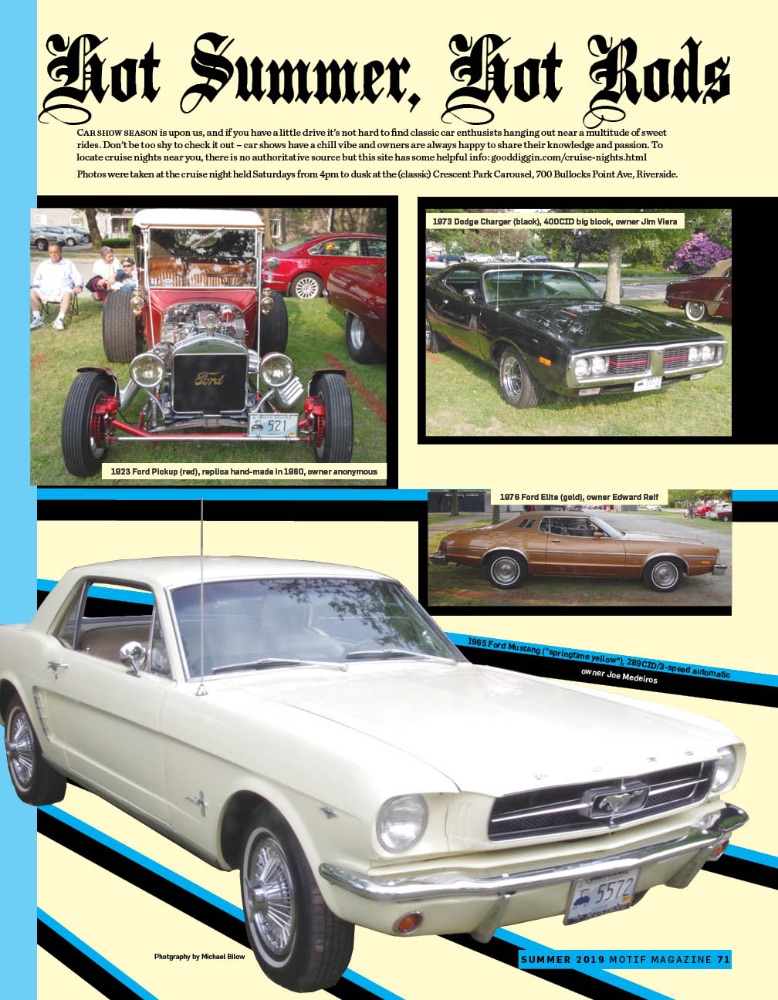 Hot Summer, Hot Rods
CAR SHOW SEASON is upon us, and if you have a little drive it's not hard to find classic car enthusiasts hanging out near a multitude of sweet
rides. Don't be too shy to check it out – car shows have a chill vibe and owners are always happy to share their knowledge and passion. To
locate cruise nights near you, there is no authoritative source but this site has some helpful info: gooddiggin.com/cruise-nights.html
Photos were taken at the cruise night held Saturdays from 4pm to dusk at the (classic) Crescent Park Carousel, 700 Bullocks Point Ave, Riverside.
1973 Dodge Charger (black), 400CID big block, owner Jim Viera
Ford
521
1923 Ford Pickup (red), replica hand-made in 1960, owner anonymous
1976 Ford Elite (gold), owner Edward Reif
1965 Ford Mustang ("springtime yellow"), 289CID/3-speed automatic
owner Joe Medeiros
F O R D
5572
Photgraphy by Michael Bilow
SUMMER 2019 MOTIF MAGAZINE 71